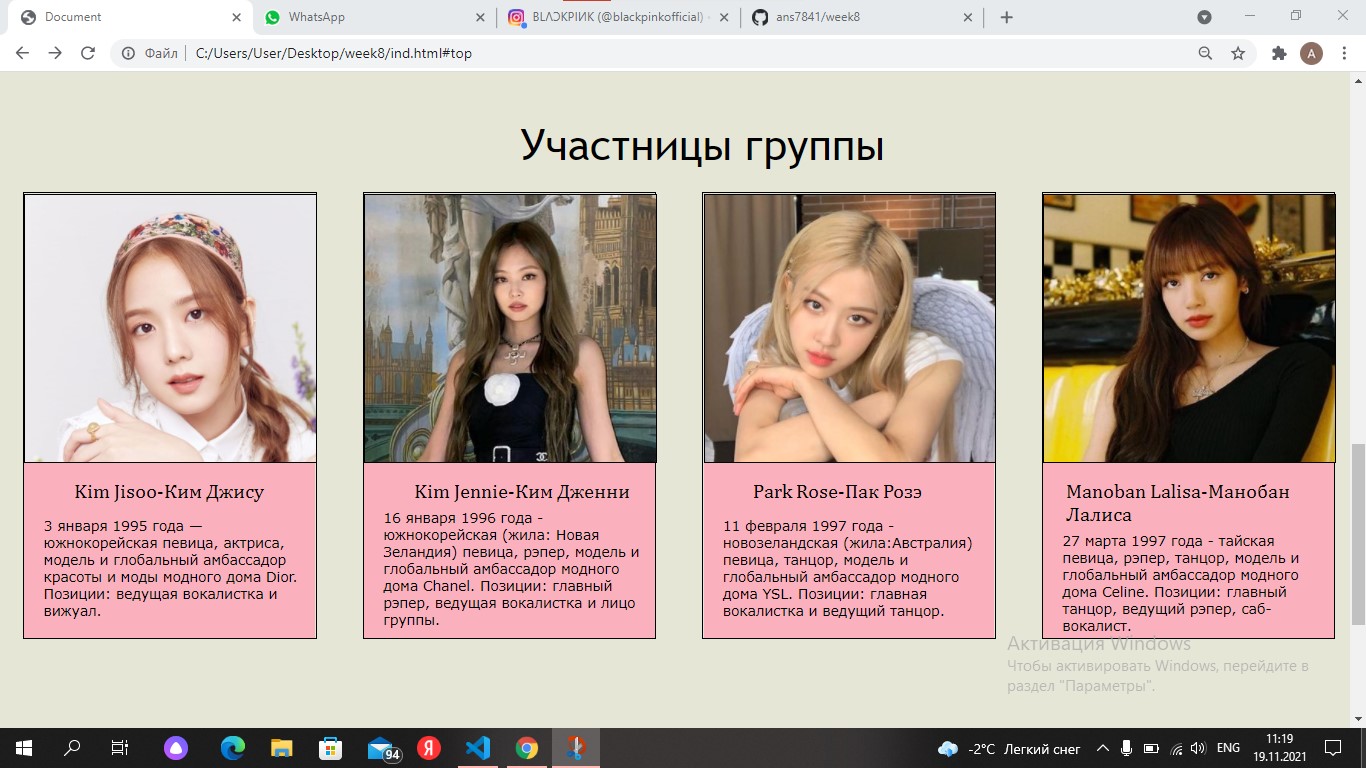 Document
WhatsApp
BLΛƆKPIИK (@blackpinkofficial)
ans7841/week8
Файл
C:/Users/User/Desktop/week8/ind.html#top
A
Участницы группы
Kim Jisoo-Ким Джису
3 января 1995 года —
южнокорейская певица, актриса,
модель и глобальный амбассадор
красоты и моды модного дома Dior.
Позиции: ведущая вокалистка и
вижуал.
Kim Jennie-Ким Дженни
16 января 1996 года -
южнокорейская (жила: Новая
Зеландия) певица, рэпер, модель и
глобальный амбассадор модного
дома Chanel. Позиции: главный
рэпер, ведущая вокалистка и лицо
группы.
Park Rose-Пак Розэ
11 февраля 1997 года -
новозеландская (жила:Австралия)
певица, танцор, модель и
глобальный амбассадор модного
дома YSL. Позиции: главная
вокалистка и ведущий танцор.
Manoban Lalisa-Манобан
Лалиса
27 марта 1997 года - тайская
певица, рэпер, танцор, модель и
глобальный амбассадор модного
дома Celine. Позиции: главный
танцор, ведущий рэпер, саб-
вокалист.
Активация Windows
Чтобы активировать Windows, перейдите в
раздел "Параметры".
94
Я
-2°C Легкий снег
ENG
11:19
19.11.2021